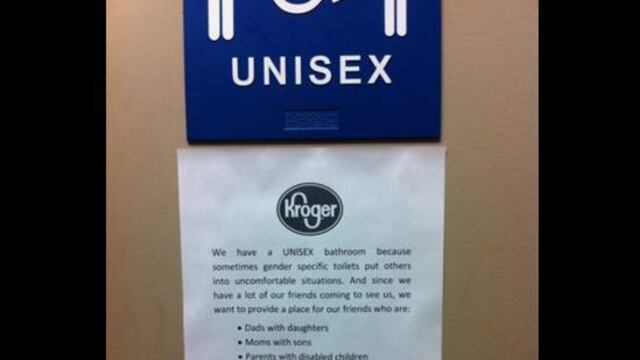 UNISEX
Kroger
We have a UNISEX bathroom because
sometimes gender specific toilets put others
into uncomfortable situations. And since we
have a lot of our friends coming to see us, we
want to provide a place for our friends who are:
• Dads with daughters
• Moms with sons
• Parents with disabled children